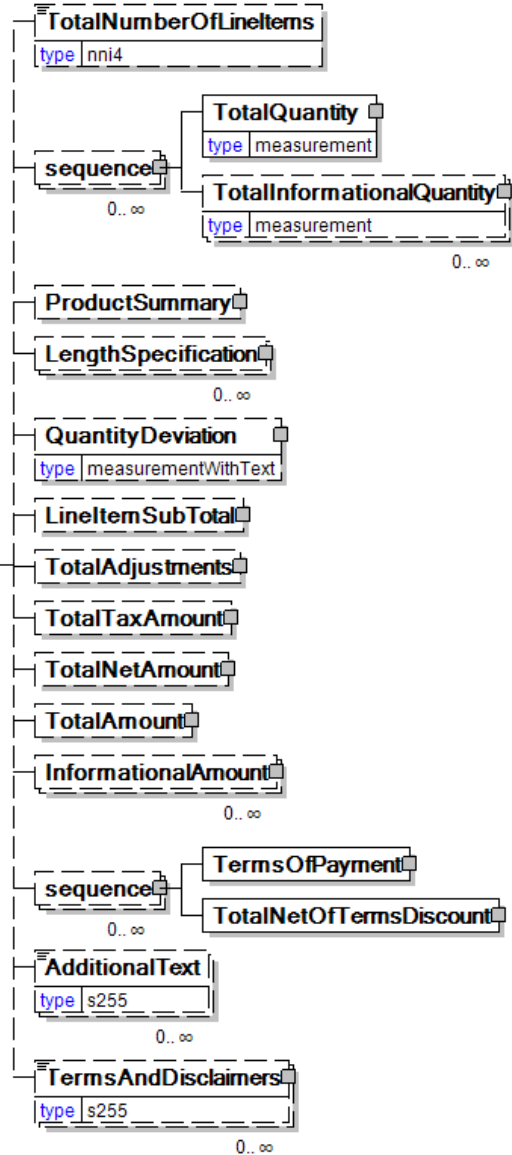 TotalNumberOfLineItems
type nni4
TotalQuantity
type measurement
sequence
0.. ∞
TotalInformationalQuantity
type measurement
0.. ∞
ProductSummary
LengthSpecification
0.. ∞
QuantityDeviation
type measurementWithText
LineItemSubTotal
TotalAdjustments
TotalTaxAmount
TotalNetAmount
TotalAmount
InformationalAmount
0.. ∞
TermsOfPayment
sequence
0.. ∞
TotalNetOfTermsDiscount
AdditionalText
type s255
0.. ∞
TermsAndDisclaimers
type s255
0.. ∞